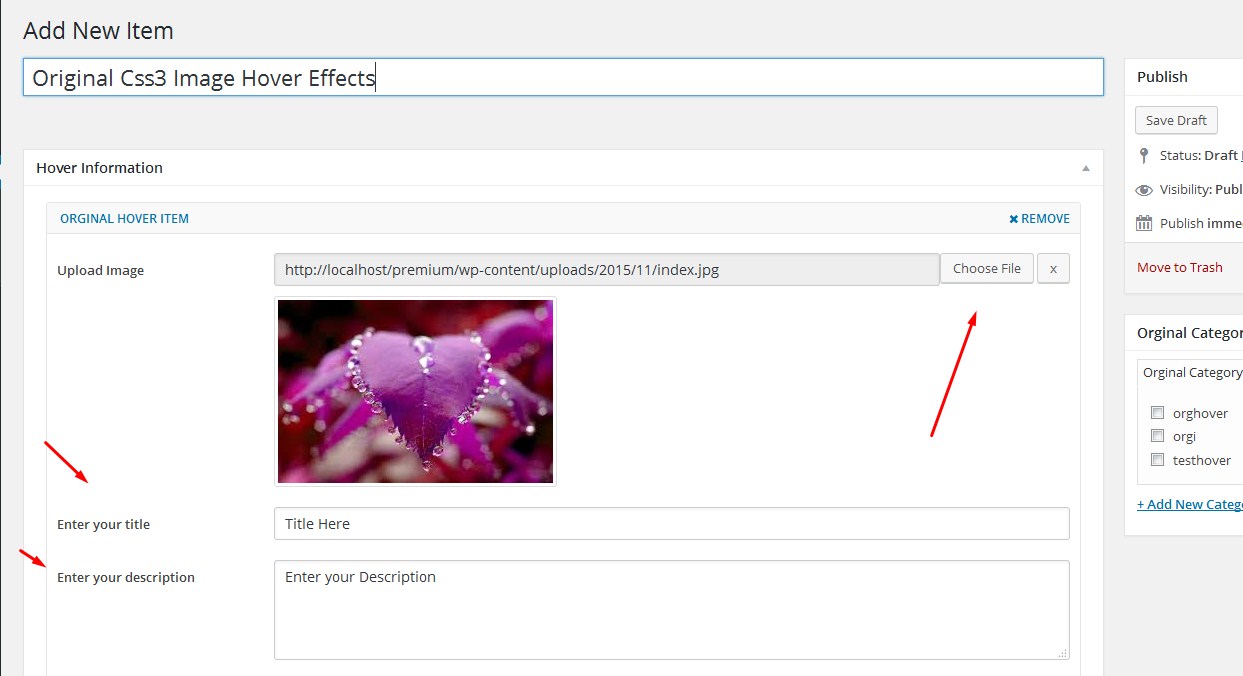 Add New Item
Original Css3 Image Hover Effects
Hover Information
ORGINAL HOVER ITEM
REMOVE
Upload Image
http://localhost/premium/wp-content/uploads/2015/11/index.jpg
Choose File
x
Enter your title
Title Here
Enter your description
Enter your Description
Publish
Save Draft
Status: Draft
Visibility: Publ
Publish imme
Move to Trash
Orginal Categor
Orginal Category
orghover
orgi
testhover
+ Add New Catego